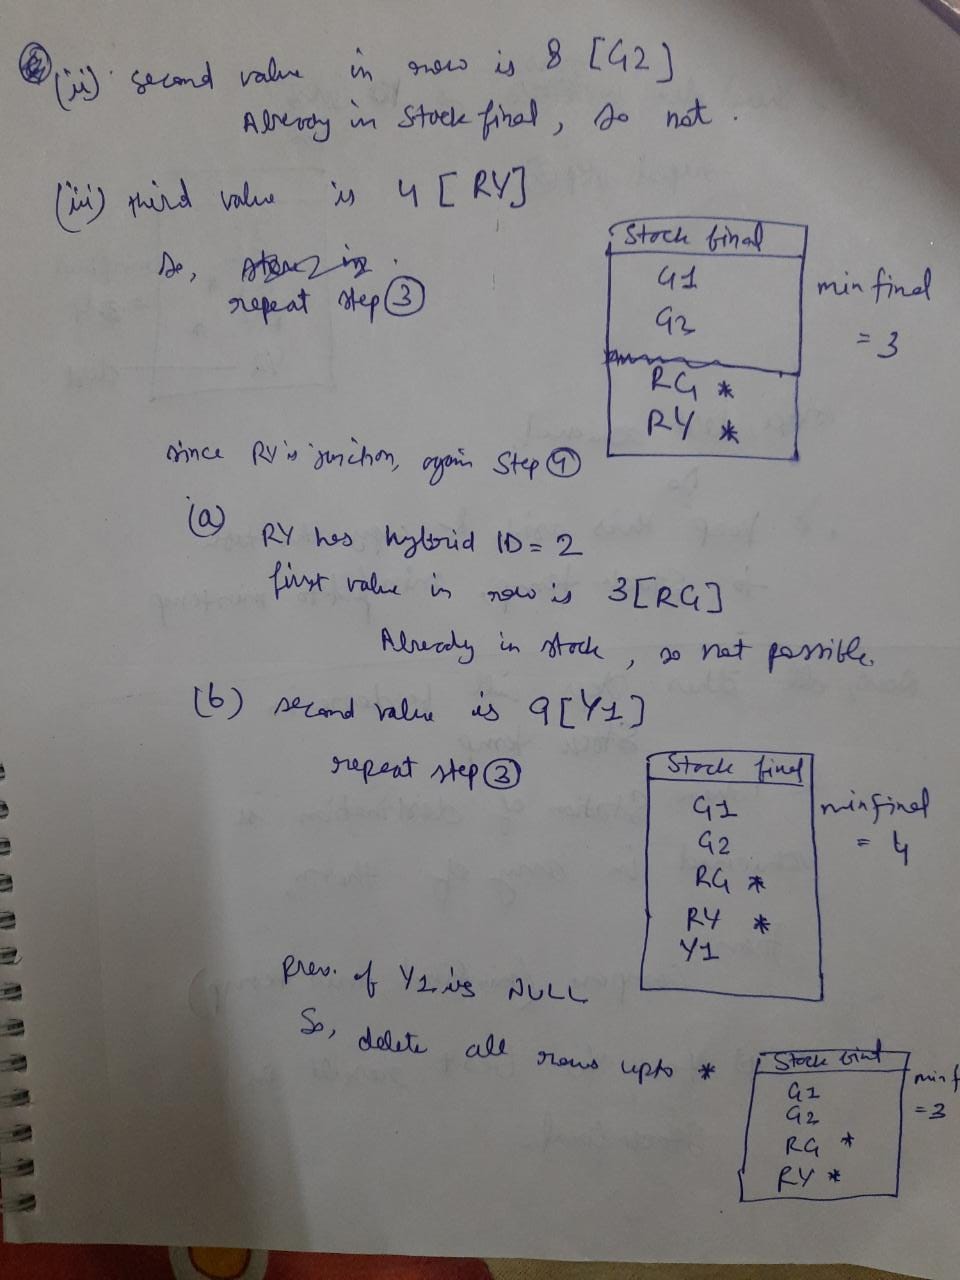 (ii) second value in row is 8 [G2]
Already in Stock final, so not.
(iii) third value is 4 [RY]
So,
repeat step ③
Stock final
G1
G2
RG *
RY *
min final
= 3
since RY is junction, again Step ④
(a)
RY has hybrid ID = 2
first value in row is 3 [RG]
Already in stock, so not possible.
(b) second value is 9 [Y1]
repeat step ③
Stock final
G1
G2
RG *
RY *
Y1
min final
= 4
Prev. of Y1 is NULL
So, delete all rows upto *
G1
G2
RG *
RY *
min f
= 3